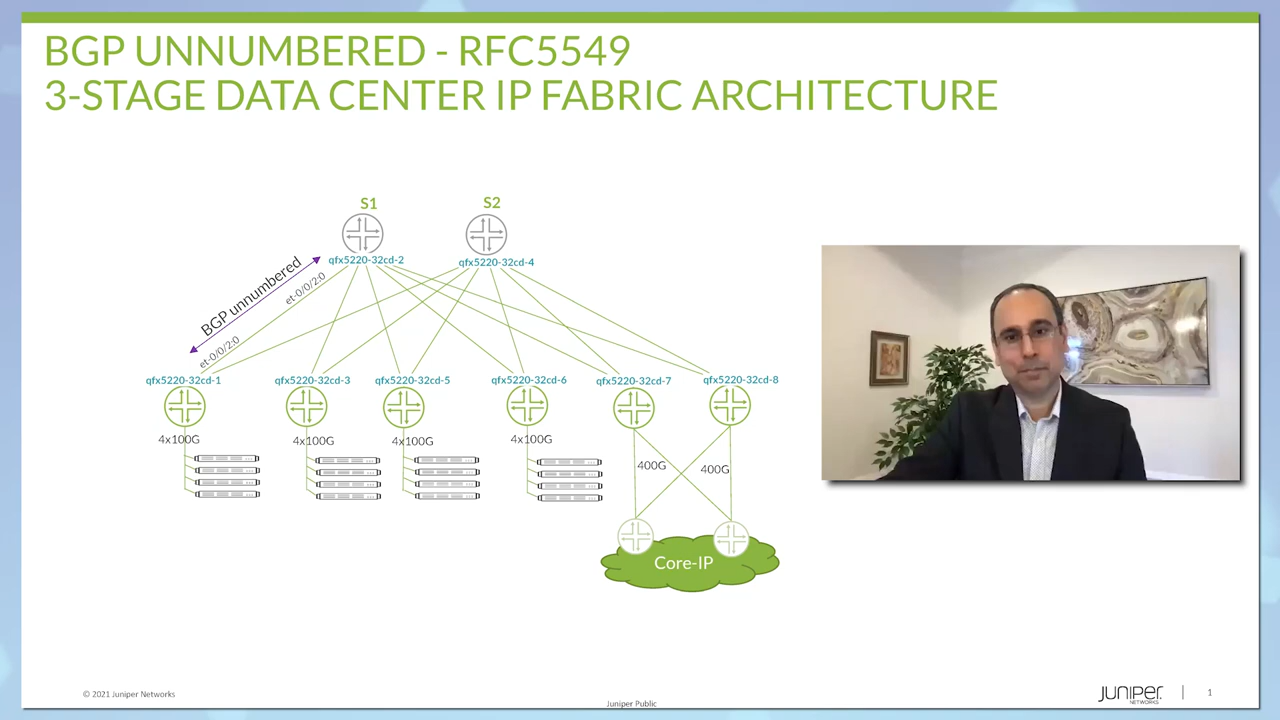 BGP UNNUMBERED - RFC5549
3-STAGE DATA CENTER IP FABRIC ARCHITECTURE
S1
S2
qfx5220-32cd-2
qfx5220-32cd-4
BGP unnumbered
et-0/0/2:0
et-0/0/2:0
qfx5220-32cd-1
qfx5220-32cd-3
qfx5220-32cd-5
qfx5220-32cd-6
qfx5220-32cd-7
qfx5220-32cd-8
4x100G
4x100G
4x100G
4x100G
400G
400G
Core-IP
© 2021 Juniper Networks
Juniper Public
JUNIPER
NETWORKS
1